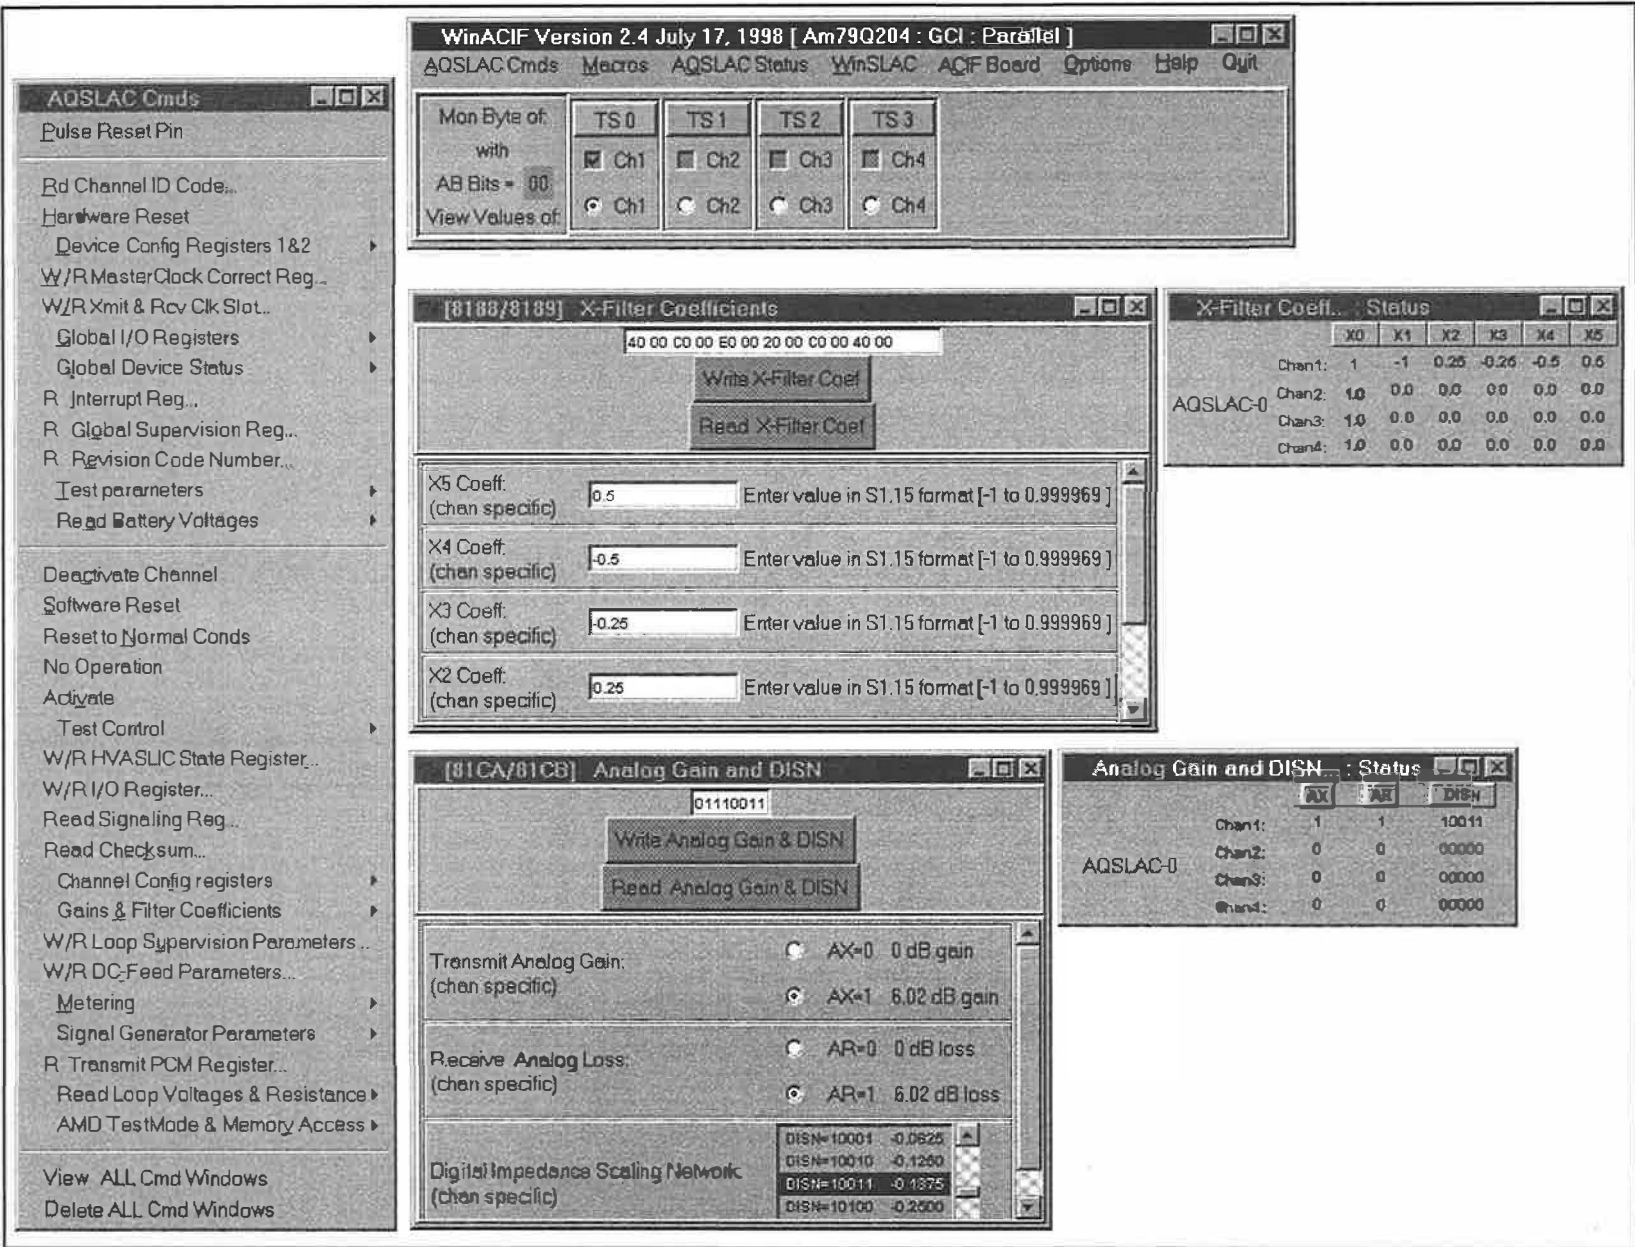 AQSLAC Cmds
Pulse Reset Pin
Rd Channel ID Code...
Hardware Reset
Device Config Registers 1&2
W/R MasterClock Correct Reg...
W/R Xmit & Rcv Clk Slot...
Global I/O Registers
Global Device Status
R Interrupt Reg...
R Global Supervision Reg...
R Revision Code Number...
Test parameters
Read Battery Voltages
Deactivate Channel
Software Reset
Reset to Normal Conds
No Operation
Activate
Test Control
W/R HVASLIC State Register...
W/R I/O Register...
Read Signaling Reg...
Read Checksum...
Channel Config registers
Gains & Filter Coefficients
W/R Loop Supervision Parameters ..
W/R DC-Feed Parameters...
Metering
Signal Generator Parameters
R Transmit PCM Register...
Read Loop Voltages & Resistance
AMD TestMode & Memory Access
View ALL Cmd Windows
Delete ALL Cmd Windows
WinACIF Version 2.4 July 17, 1998 [ Am79Q204 : GCI : Parallel ]
AQSLAC Cmds Macros AQSLAC Status WinSLAC ACIF Board Options Help Quit
Mon Byte of: TS 0 TS 1 TS 2 TS 3
with Ch1 Ch2 Ch3 Ch4
AB Bits = 00
View Values of: Ch1 Ch2 Ch3 Ch4
[8188/8189] X-Filter Coefficients
40 00 C0 00 E0 00 20 00 C0 00 40 00
Write X-Filter Coef
Read X-Filter Coef
X5 Coeff:
(chan specific)
0.5 Enter value in S1.15 format [-1 to 0.999969 ]
X4 Coeff:
(chan specific)
-0.5 Enter value in S1.15 format [-1 to 0.999969 ]
X3 Coeff:
(chan specific)
-0.25 Enter value in S1.15 format [-1 to 0.999969 ]
X2 Coeff:
(chan specific)
0.25 Enter value in S1.15 format [-1 to 0.999969 ]
X-Filter Coeff... : Status
X0 X1 X2 X3 X4 X5
Chan1: 1 -1 0.25 -0.25 -0.5 0.5
AQSLAC-0
Chan2: 1.0 0.0 0.0 0.0 0.0 0.0
Chan3: 1.0 0.0 0.0 0.0 0.0 0.0
Chan4: 1.0 0.0 0.0 0.0 0.0 0.0
[81CA/81CB] Analog Gain and DISN
01110011
Write Analog Gain & DISN
Read Analog Gain & DISN
Transmit Analog Gain:
(chan specific)
AX=0 0 dB gain
AX=1 6.02 dB gain
Receive Analog Loss:
(chan specific)
AR=0 0 dB loss
AR=1 6.02 dB loss
Digital Impedance Scaling Network:
(chan specific)
DISN=10001 -0.0625
DISN=10010 -0.1250
DISN=10011 -0.1875
DISN=10100 -0.2500
Analog Gain and DISN... : Status
AX AR DISN
Chan1: 1 1 10011
AQSLAC-0
Chan2: 0 0 00000
Chan3: 0 0 00000
Chan4: 0 0 00000